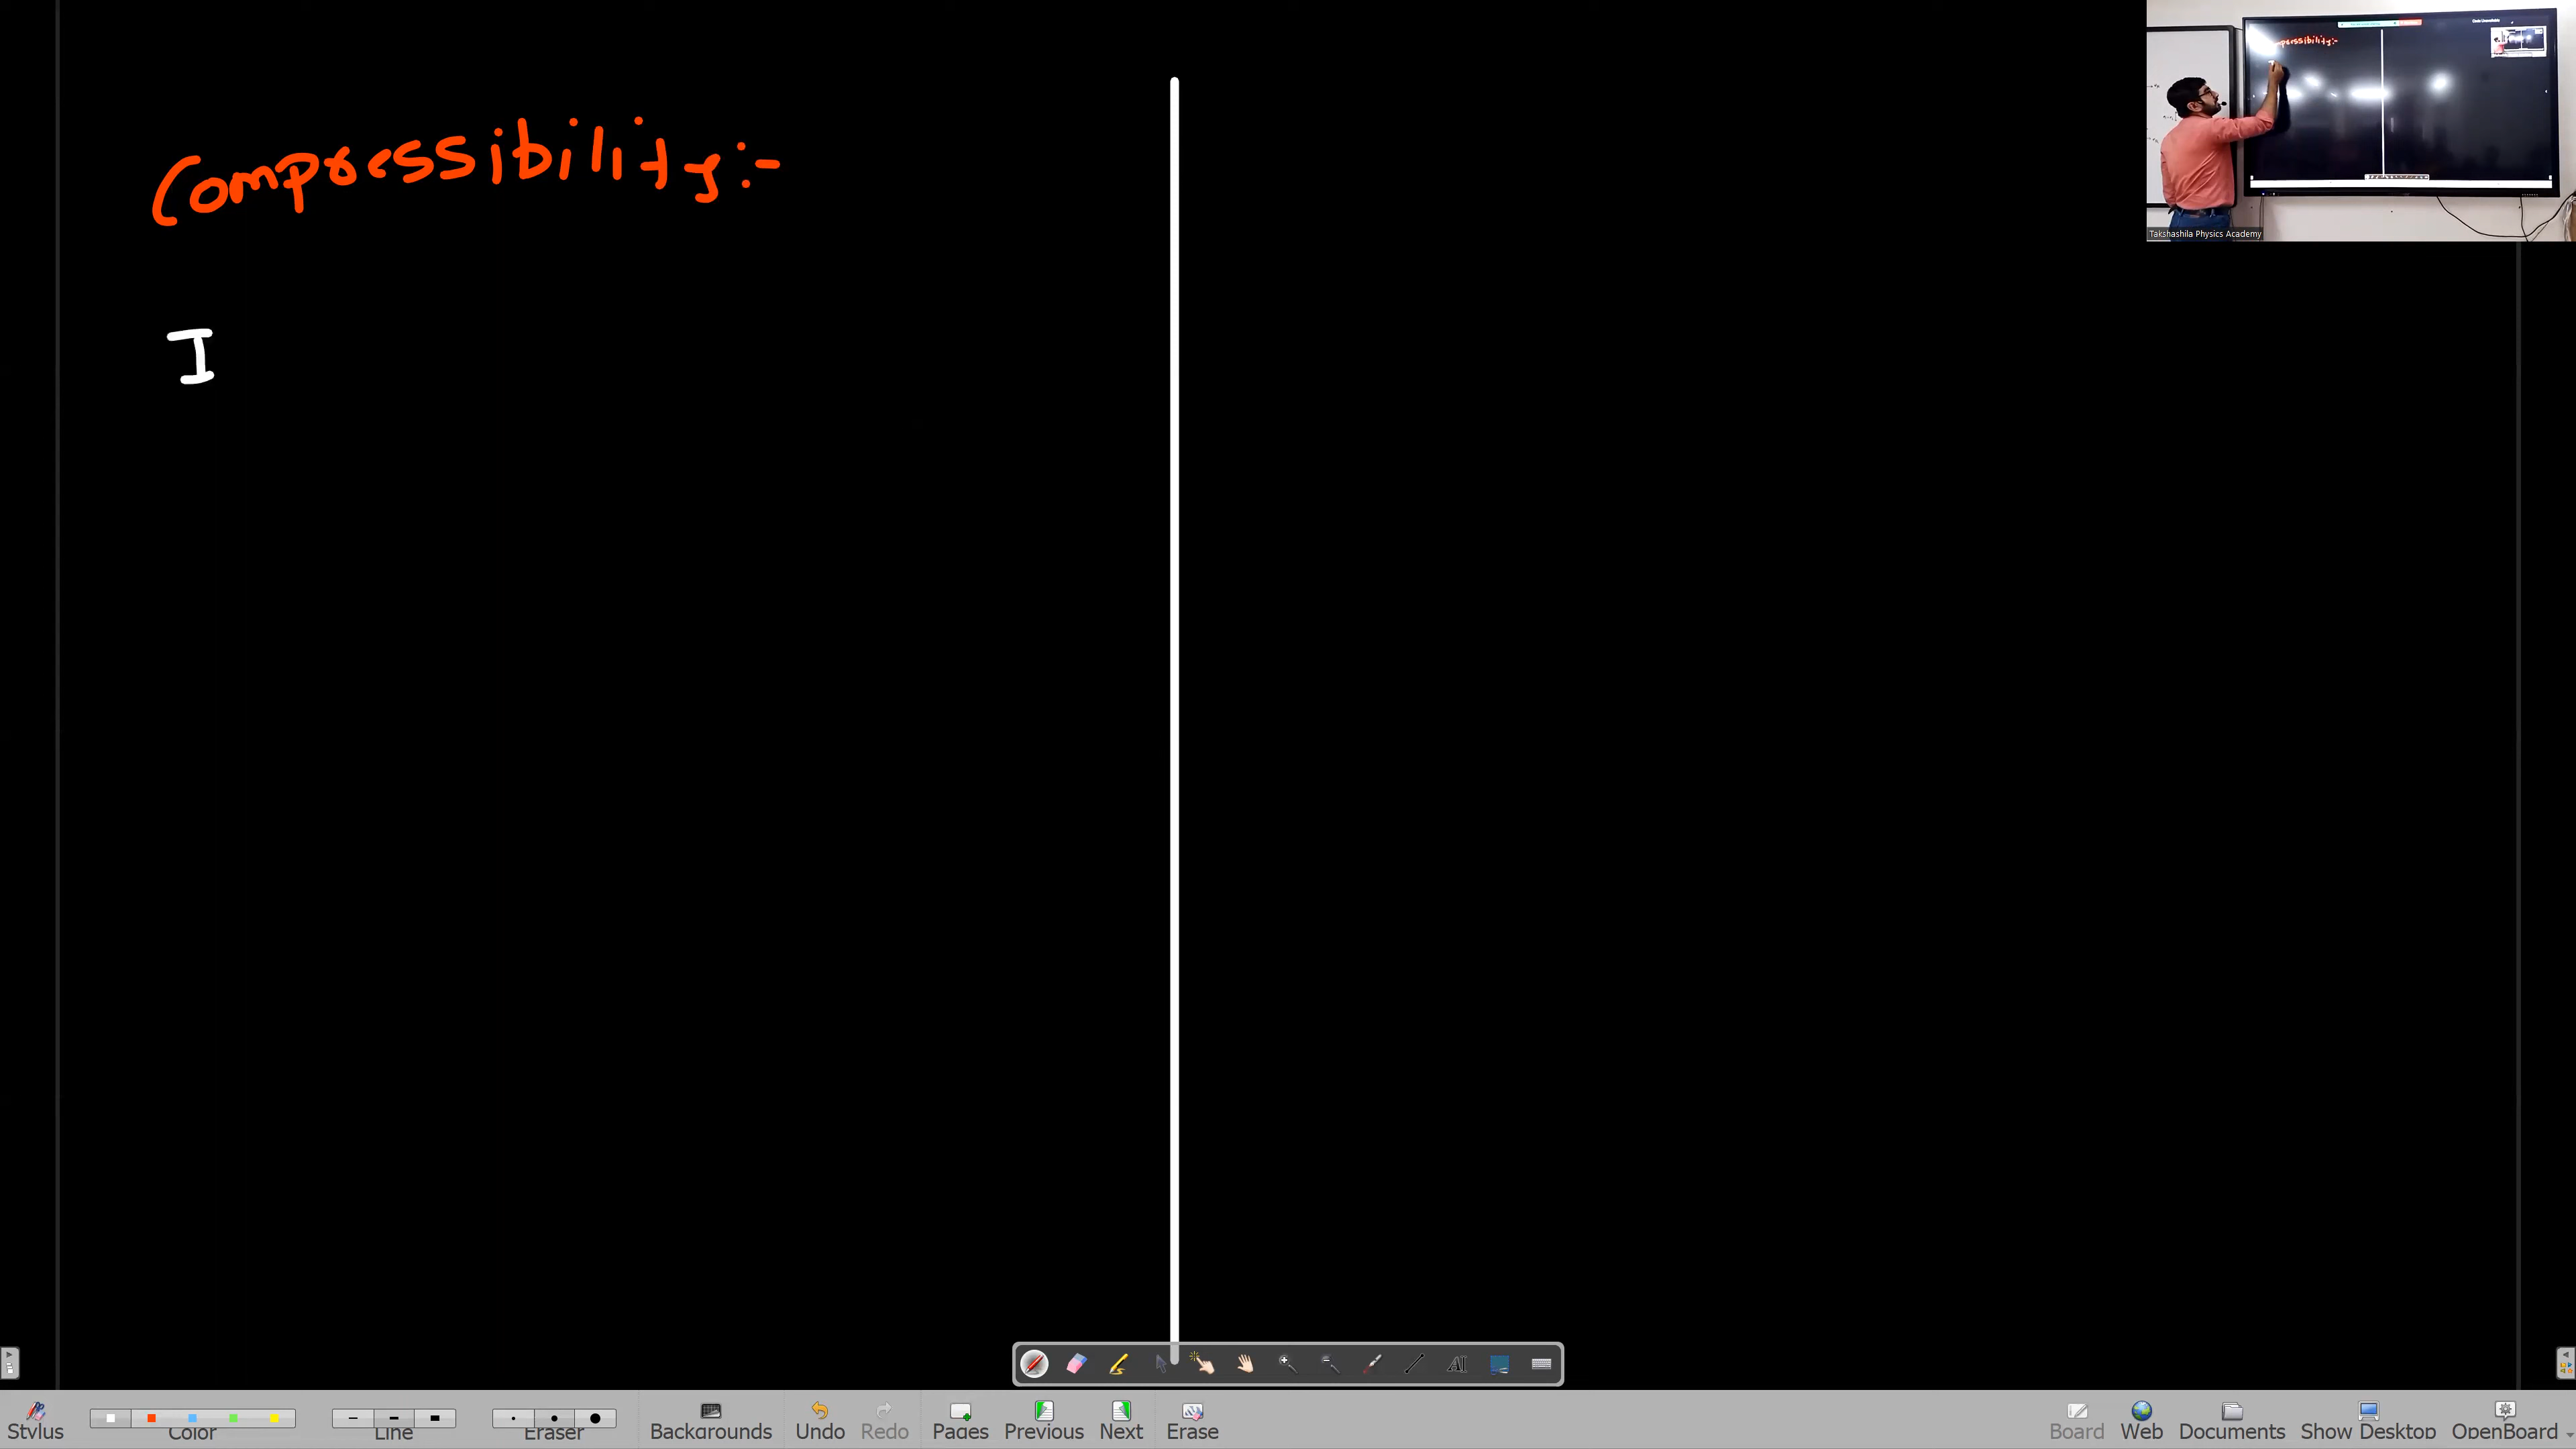 Compressibility:-
I
Takshashila Physics Academy
Stylus
Color
Line
Eraser
Backgrounds
Undo
Redo
Pages
Previous
Next
Erase
Board
Web
Documents
Show Desktop
OpenBoard